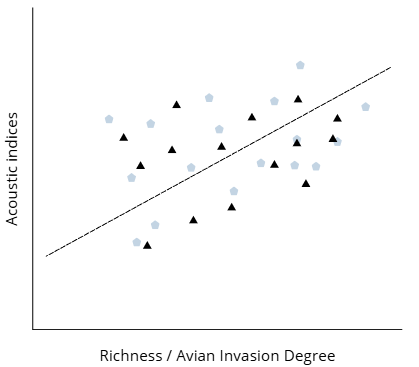 Acoustic indices
Richness / Avian Invasion Degree